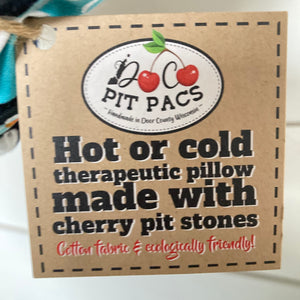 DoCo
PIT PACS
Handmade in Door County Wisconsin
Hot or cold
therapeutic pillow
made with
cherry pit stones
Cotton fabric & ecologically friendly!